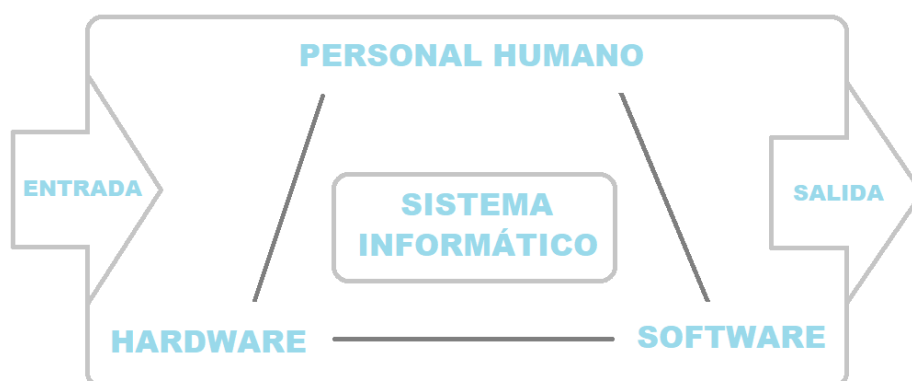 PERSONAL HUMANO
ENTRADA
SISTEMA
INFORMÁTICO
SALIDA
HARDWARE
SOFTWARE